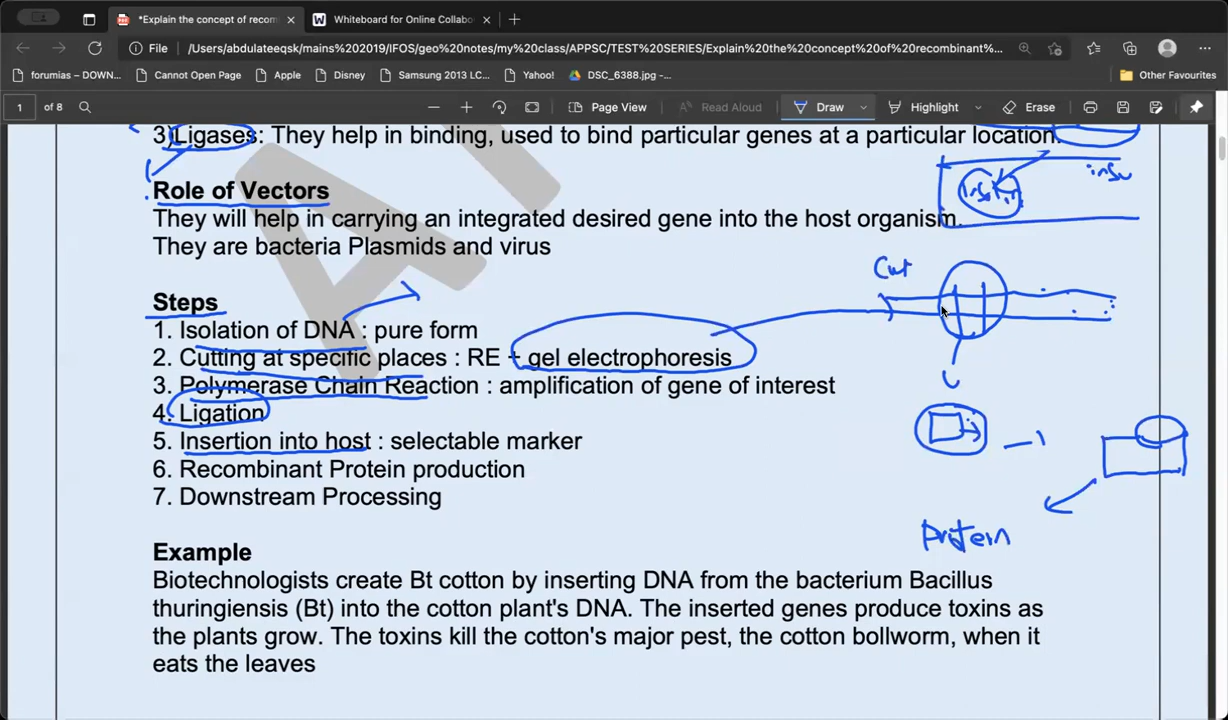 *Explain the concept of recom
Whiteboard for Online Collabo
File
/Users/abdulateeqsk/mains%202019/IFOS/geo%20notes/my%20class/APPSC/TEST%20SERIES/Explain%20the%20concept%20of%20recombinant%...
forumias – DOWN...
Cannot Open Page
Apple
Disney
Samsung 2013 LC...
Yahoo!
DSC_6388.jpg -...
Other Favourites
1 of 8
Page View
Read Aloud
Draw
Highlight
Erase
3)Ligases: They help in binding, used to bind particular genes at a particular location.
Role of Vectors
They will help in carrying an integrated desired gene into the host organism.
They are bacteria Plasmids and virus
Cut
Steps
1. Isolation of DNA : pure form
2. Cutting at specific places : RE + gel electrophoresis
3. Polymerase Chain Reaction : amplification of gene of interest
4. Ligation
5. Insertion into host : selectable marker
6. Recombinant Protein production
7. Downstream Processing
Protein
Example
Biotechnologists create Bt cotton by inserting DNA from the bacterium Bacillus
thuringiensis (Bt) into the cotton plant's DNA. The inserted genes produce toxins as
the plants grow. The toxins kill the cotton's major pest, the cotton bollworm, when it
eats the leaves